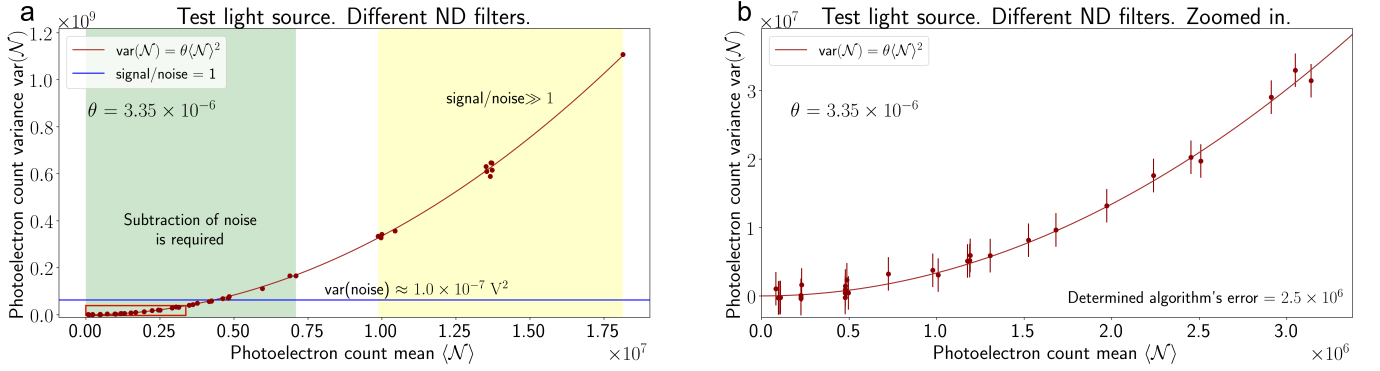 a
Test light source. Different ND filters.
×10⁹
Photoelectron count variance var(𝒩)
1.2
1.0
0.8
0.6
0.4
0.2
0.0
var(𝒩) = θ⟨𝒩⟩²
signal/noise = 1
θ = 3.35 × 10⁻⁶
signal/noise≫ 1
Subtraction of noise
is required
var(noise) ≈ 1.0 × 10⁻⁷ V²
0.00 0.25 0.50 0.75 1.00 1.25 1.50 1.75
×10⁷
Photoelectron count mean ⟨𝒩⟩
b
Test light source. Different ND filters. Zoomed in.
×10⁷
Photoelectron count variance var(𝒩)
3
2
1
0
var(𝒩) = θ⟨𝒩⟩²
θ = 3.35 × 10⁻⁶
Determined algorithm's error = 2.5 × 10⁶
0.0 0.5 1.0 1.5 2.0 2.5 3.0
×10⁶
Photoelectron count mean ⟨𝒩⟩